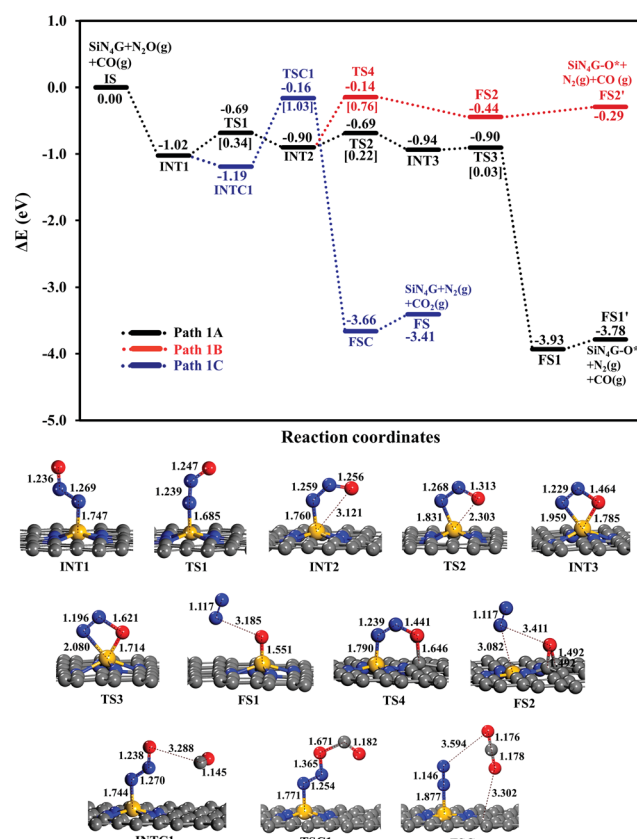 SiN4G+N2O(g)
+CO(g)
IS
0.00
TSC1
-0.16
[1.03]
TS4
-0.14
[0.76]
SiN4G-O*+
N2(g)+CO (g)
FS2'
-0.29
FS2
-0.44
-0.69
TS1
[0.34]
-0.90
INT2
-0.69
TS2
[0.22]
-0.94
INT3
-0.90
TS3
[0.03]
-1.02
INT1
-1.19
INTC1
SiN4G+N2(g)
+CO2(g)
FS
-3.41
-3.66
FSC
FS1'
-3.78
SiN4G-O*
+N2(g)
+CO(g)
-3.93
FS1
Path 1A
Path 1B
Path 1C
0.0
-1.0
-2.0
-3.0
-4.0
-5.0
ΔE (eV)
Reaction coordinates
1.236
1.269
1.747
INT1
1.247
1.239
1.685
TS1
1.259
1.256
1.760
3.121
INT2
1.268
1.313
1.831
2.303
TS2
1.229
1.464
1.959
1.785
INT3
1.196
1.621
2.080
1.714
TS3
1.117
3.185
1.551
FS1
1.239
1.441
1.790
1.646
TS4
1.117
3.411
3.082
1.492
1.492
FS2
1.238
3.288
1.270
1.145
1.744
INTC1
1.671
1.182
1.365
1.254
1.771
TSC1
3.594
1.176
1.178
1.146
3.302
1.877